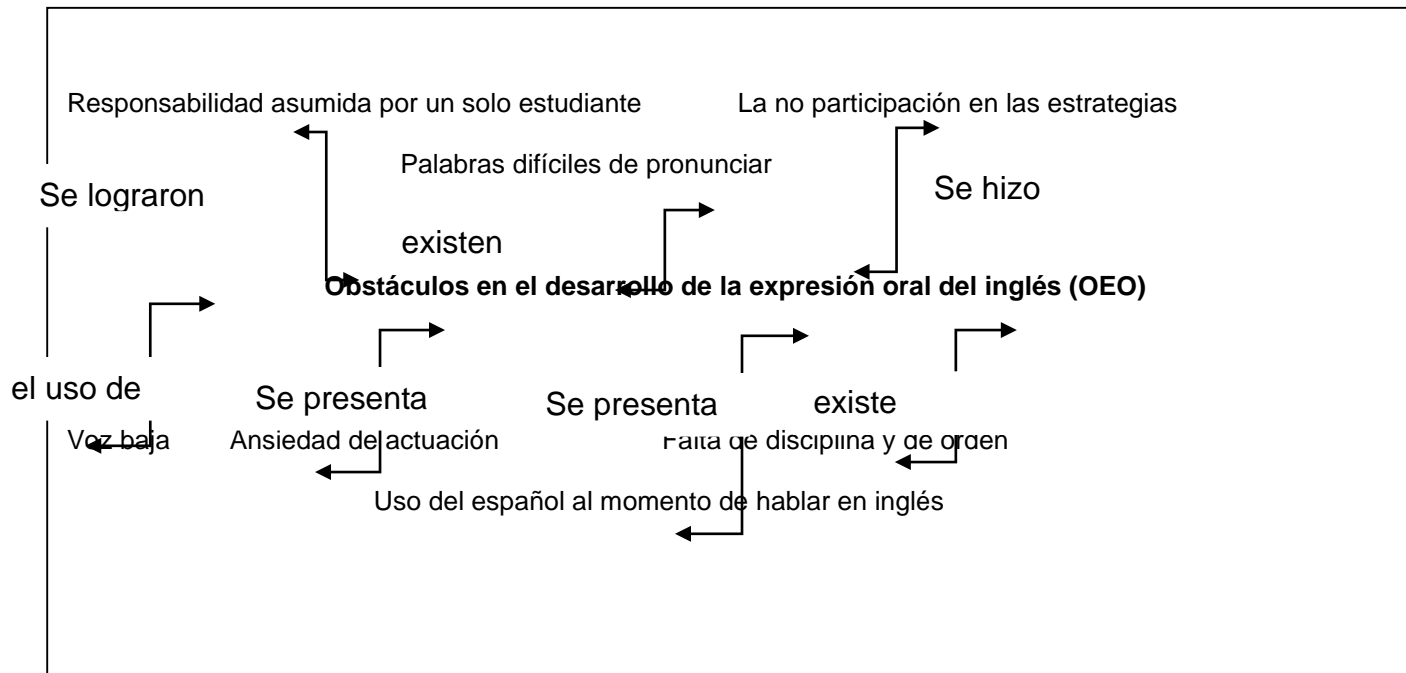 Responsabilidad asumida por un solo estudiante La no participación en las estrategias
Palabras difíciles de pronunciar
Se lograron Se hizo
existen
Obstáculos en el desarrollo de la expresión oral del inglés (OEO)
el uso de Se presenta Se presenta existe
Voz baja Ansiedad de actuación Falta de disciplina y de orden
Uso del español al momento de hablar en inglés